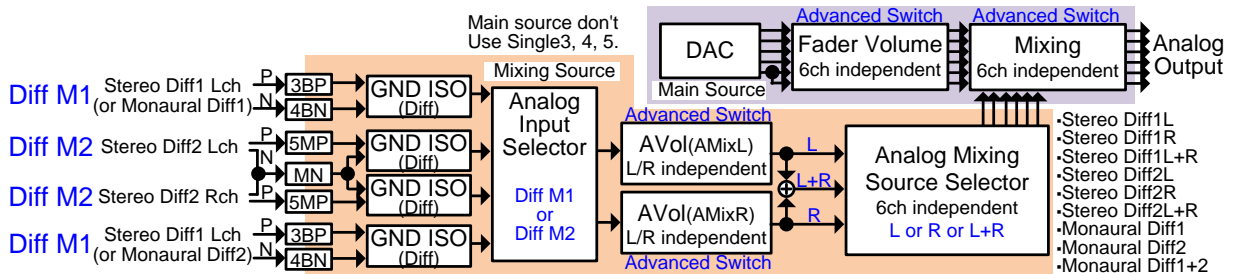 Main source don't
Use Single3, 4, 5.
Mixing Source
Diff M1
Stereo Diff1 Lch
(or Monaural Diff1)
P
N
3BP
4BN
GND ISO
(Diff)
Diff M2
Stereo Diff2 Lch
P
N
5MP
MN
GND ISO
(Diff)
Diff M2
Stereo Diff2 Rch
P
5MP
GND ISO
(Diff)
Diff M1
Stereo Diff1 Lch
(or Monaural Diff2)
P
N
3BP
4BN
GND ISO
(Diff)
Analog
Input
Selector
Diff M1
or
Diff M2
Advanced Switch
AVol(AMixL)
L/R independent
AVol(AMixR)
L/R independent
Advanced Switch
L
L+R
R
Analog Mixing
Source Selector
6ch independent
L or R or L+R
DAC
Main Source
Advanced Switch
Fader Volume
6ch independent
Advanced Switch
Mixing
6ch independent
Analog
Output
▪Stereo Diff1L
▪Stereo Diff1R
▪Stereo Diff1L+R
▪Stereo Diff2L
▪Stereo Diff2R
▪Stereo Diff2L+R
▪Monaural Diff1
▪Monaural Diff2
▪Monaural Diff1+2